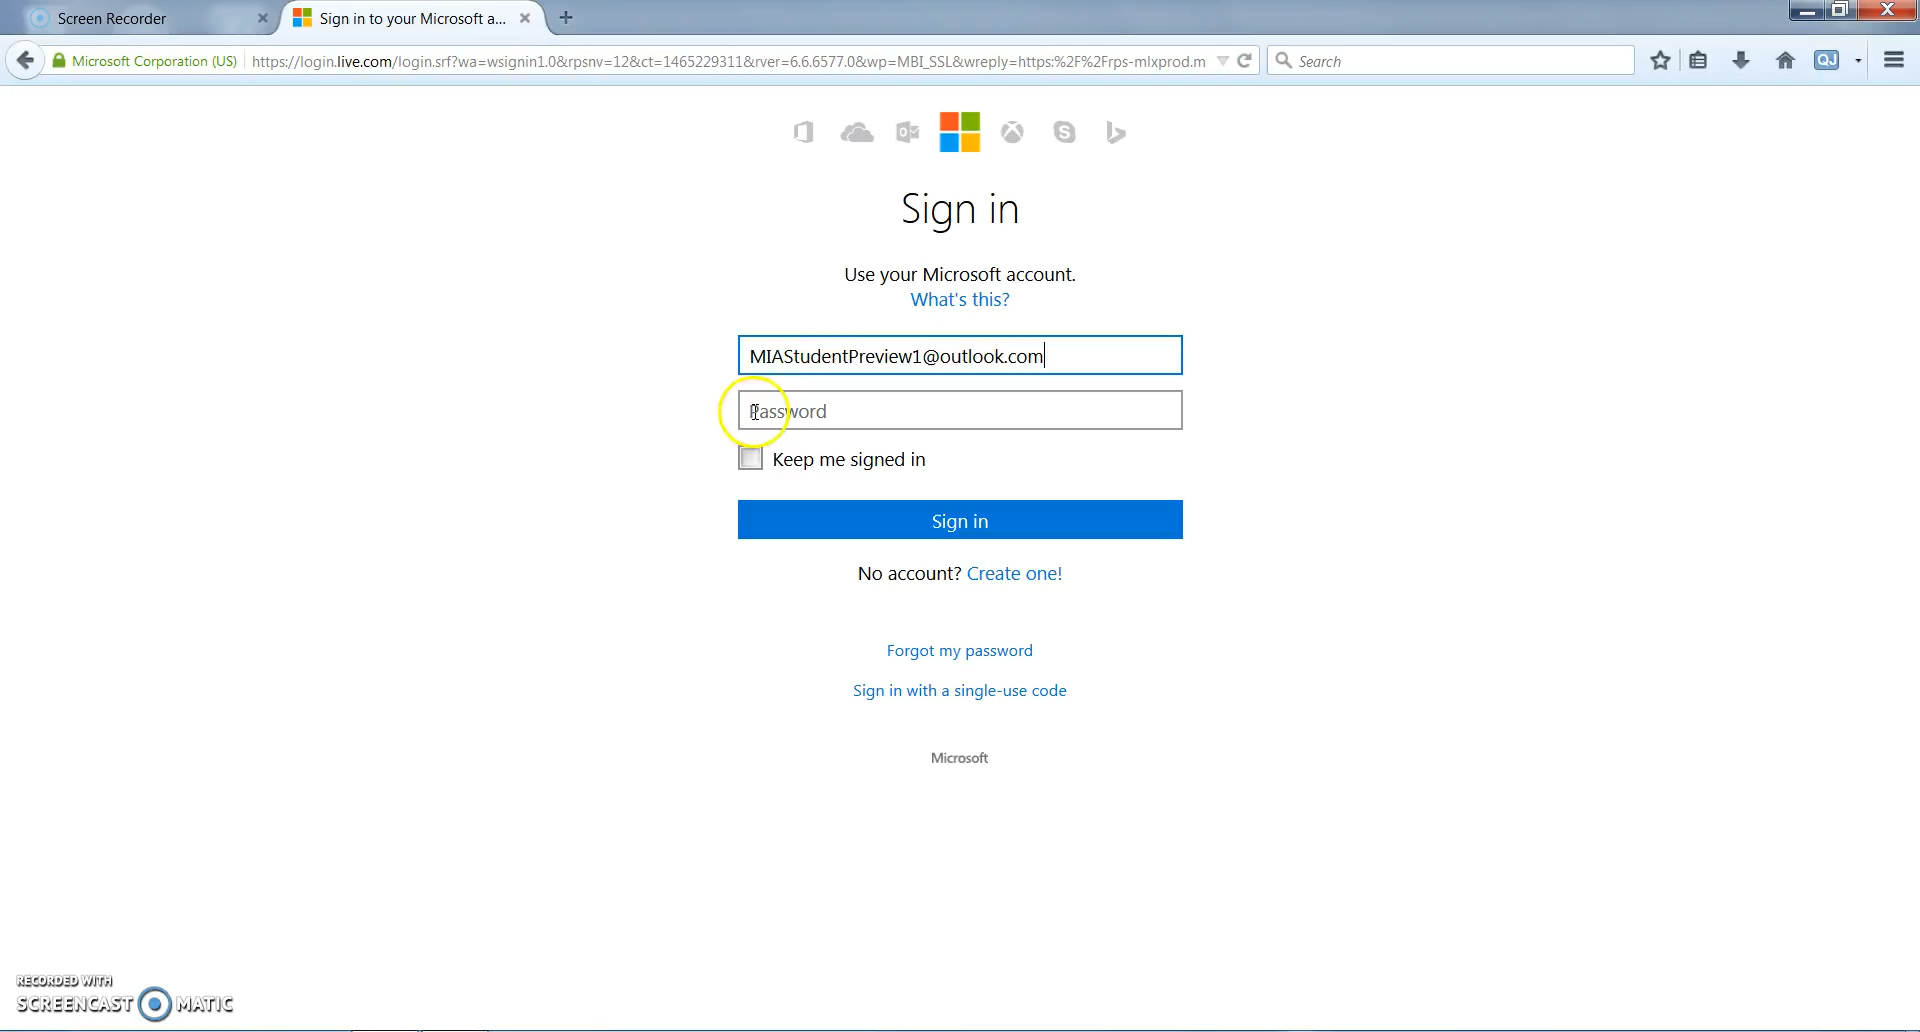 Screen Recorder
Sign in to your Microsoft a...
Microsoft Corporation (US)
https://login.live.com/login.srf?wa=wsignin1.0&rpsnv=12&ct=1465229311&rver=6.6.6577.0&wp=MBI_SSL&wreply=https:%2F%2Frps-mlxprod.m
Search
QJ
Sign in
Use your Microsoft account.
What's this?
MIAStudentPreview1@outlook.com
Password
Keep me signed in
Sign in
No account? Create one!
Forgot my password
Sign in with a single-use code
Microsoft
RECORDED WITH
SCREENCAST MATIC